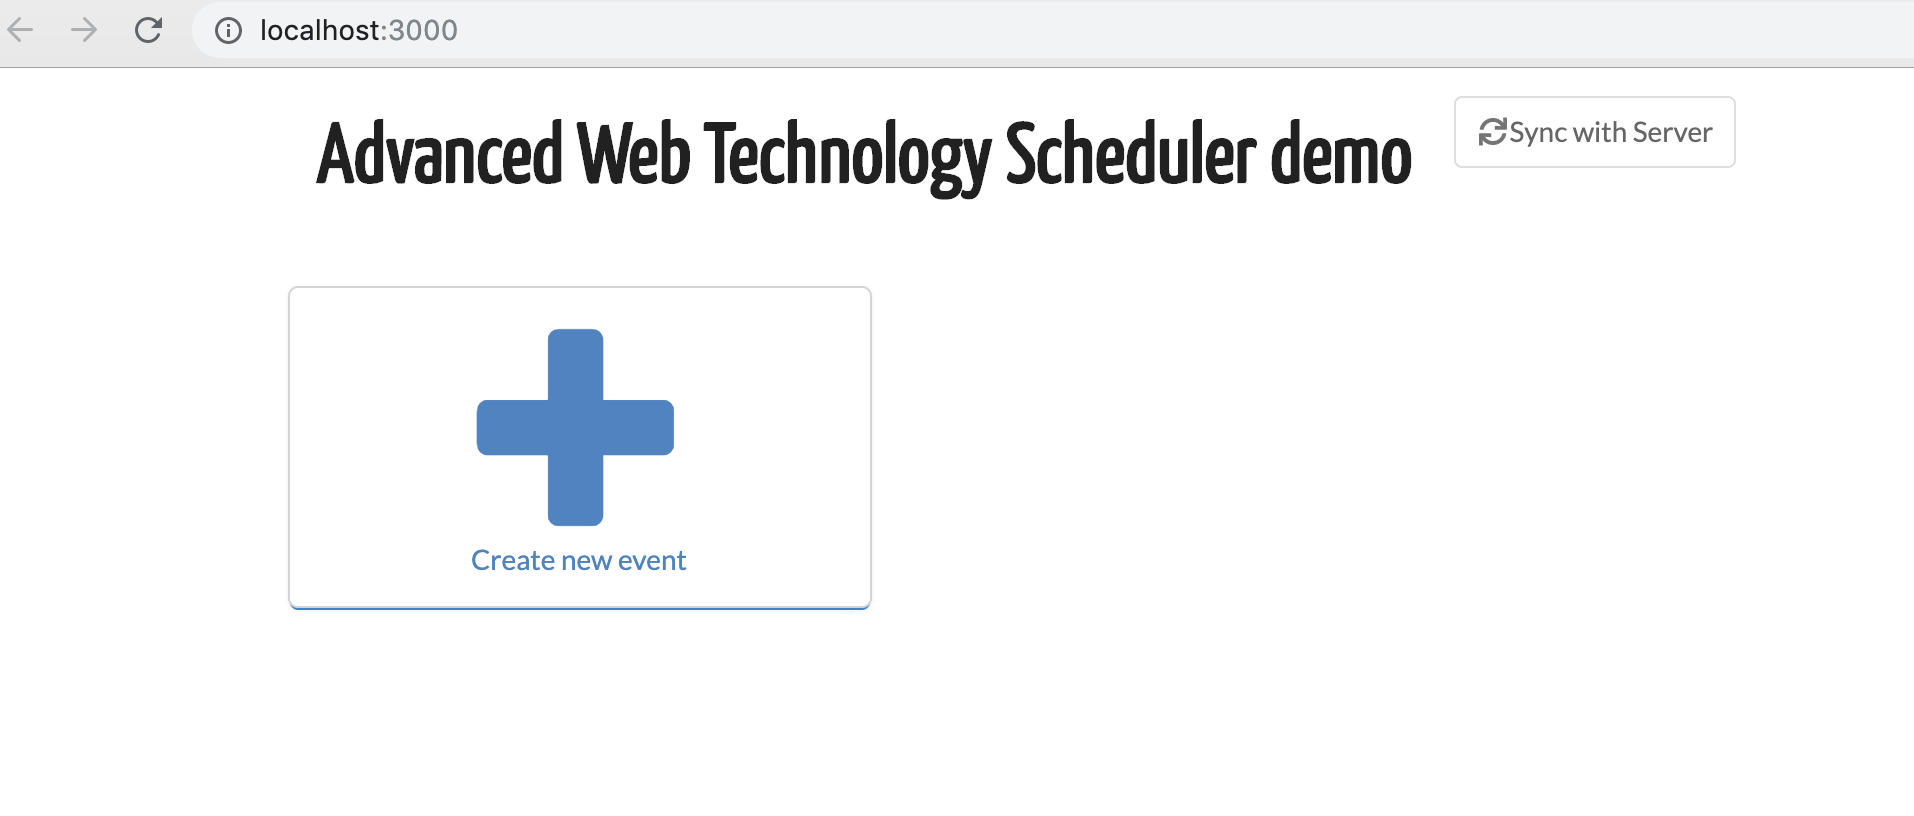 localhost:3000
Advanced Web Technology Scheduler demo
Sync with Server
Create new event